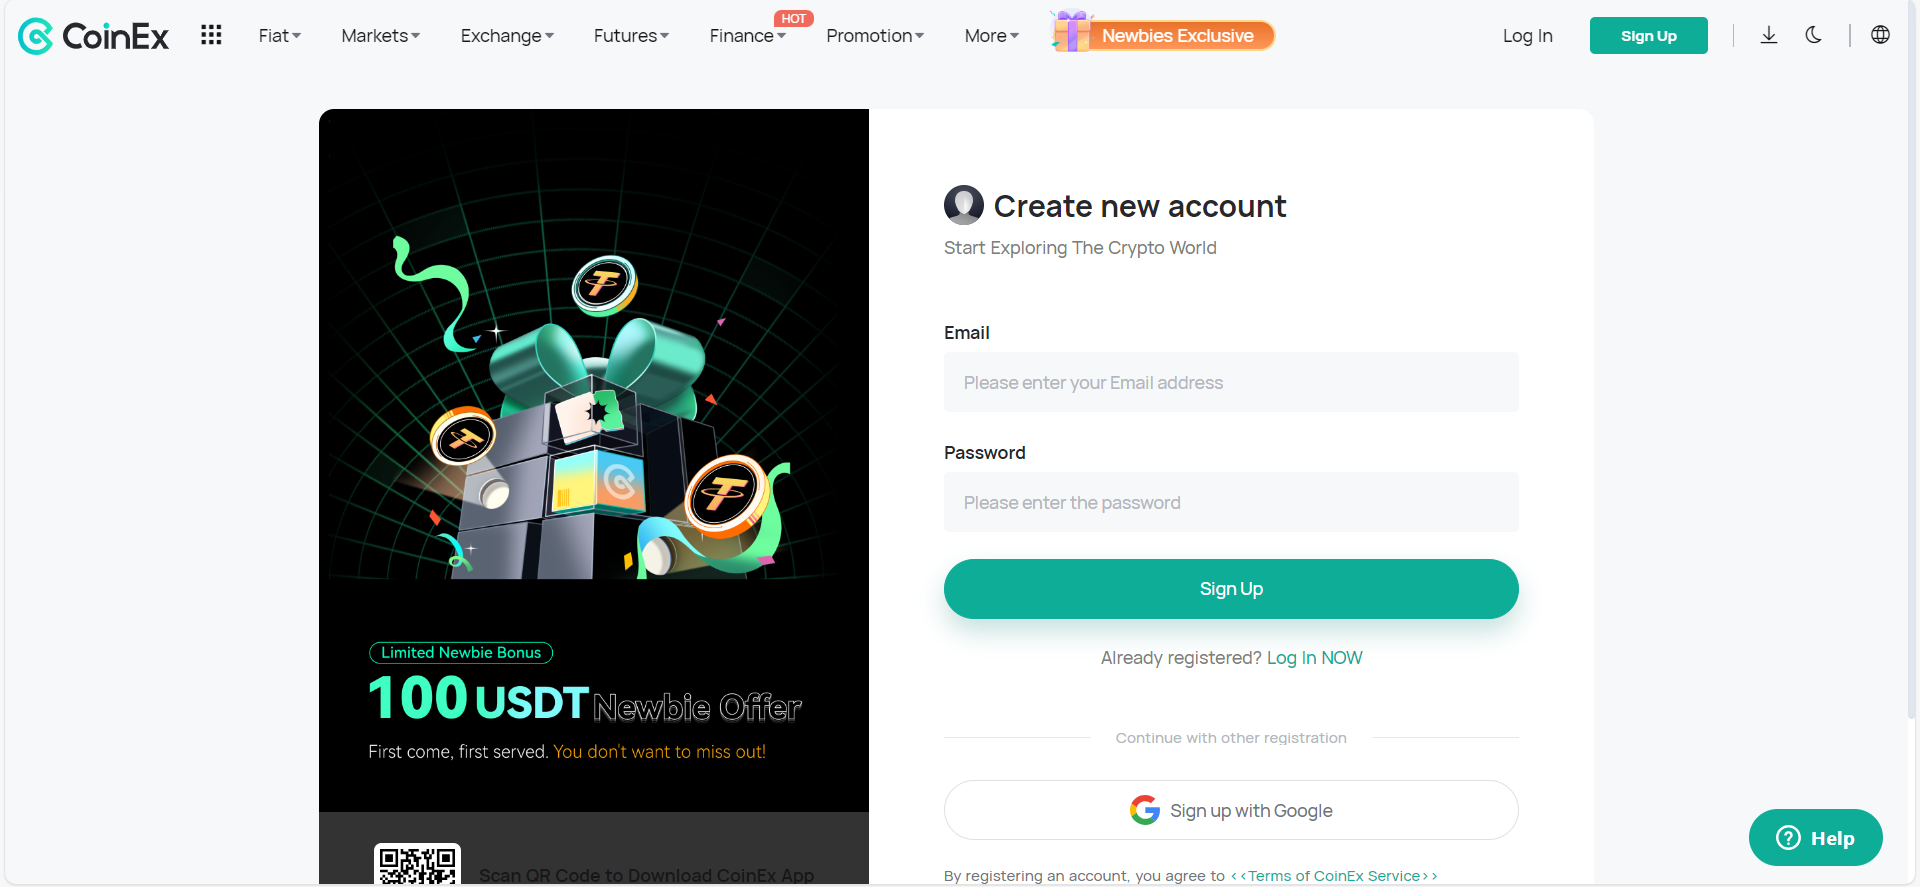 CoinEx
Fiat
Markets
Exchange
Futures
Finance
HOT
Promotion
More
Newbies Exclusive
Log In
Sign Up
Limited Newbie Bonus
100 USDT Newbie Offer
First come, first served. You don't want to miss out!
Scan QR Code to Download CoinEx App
Create new account
Start Exploring The Crypto World
Email
Please enter your Email address
Password
Please enter the password
Sign Up
Already registered? Log In NOW
Continue with other registration
Sign up with Google
By registering an account, you agree to <<Terms of CoinEx Service>>
Help